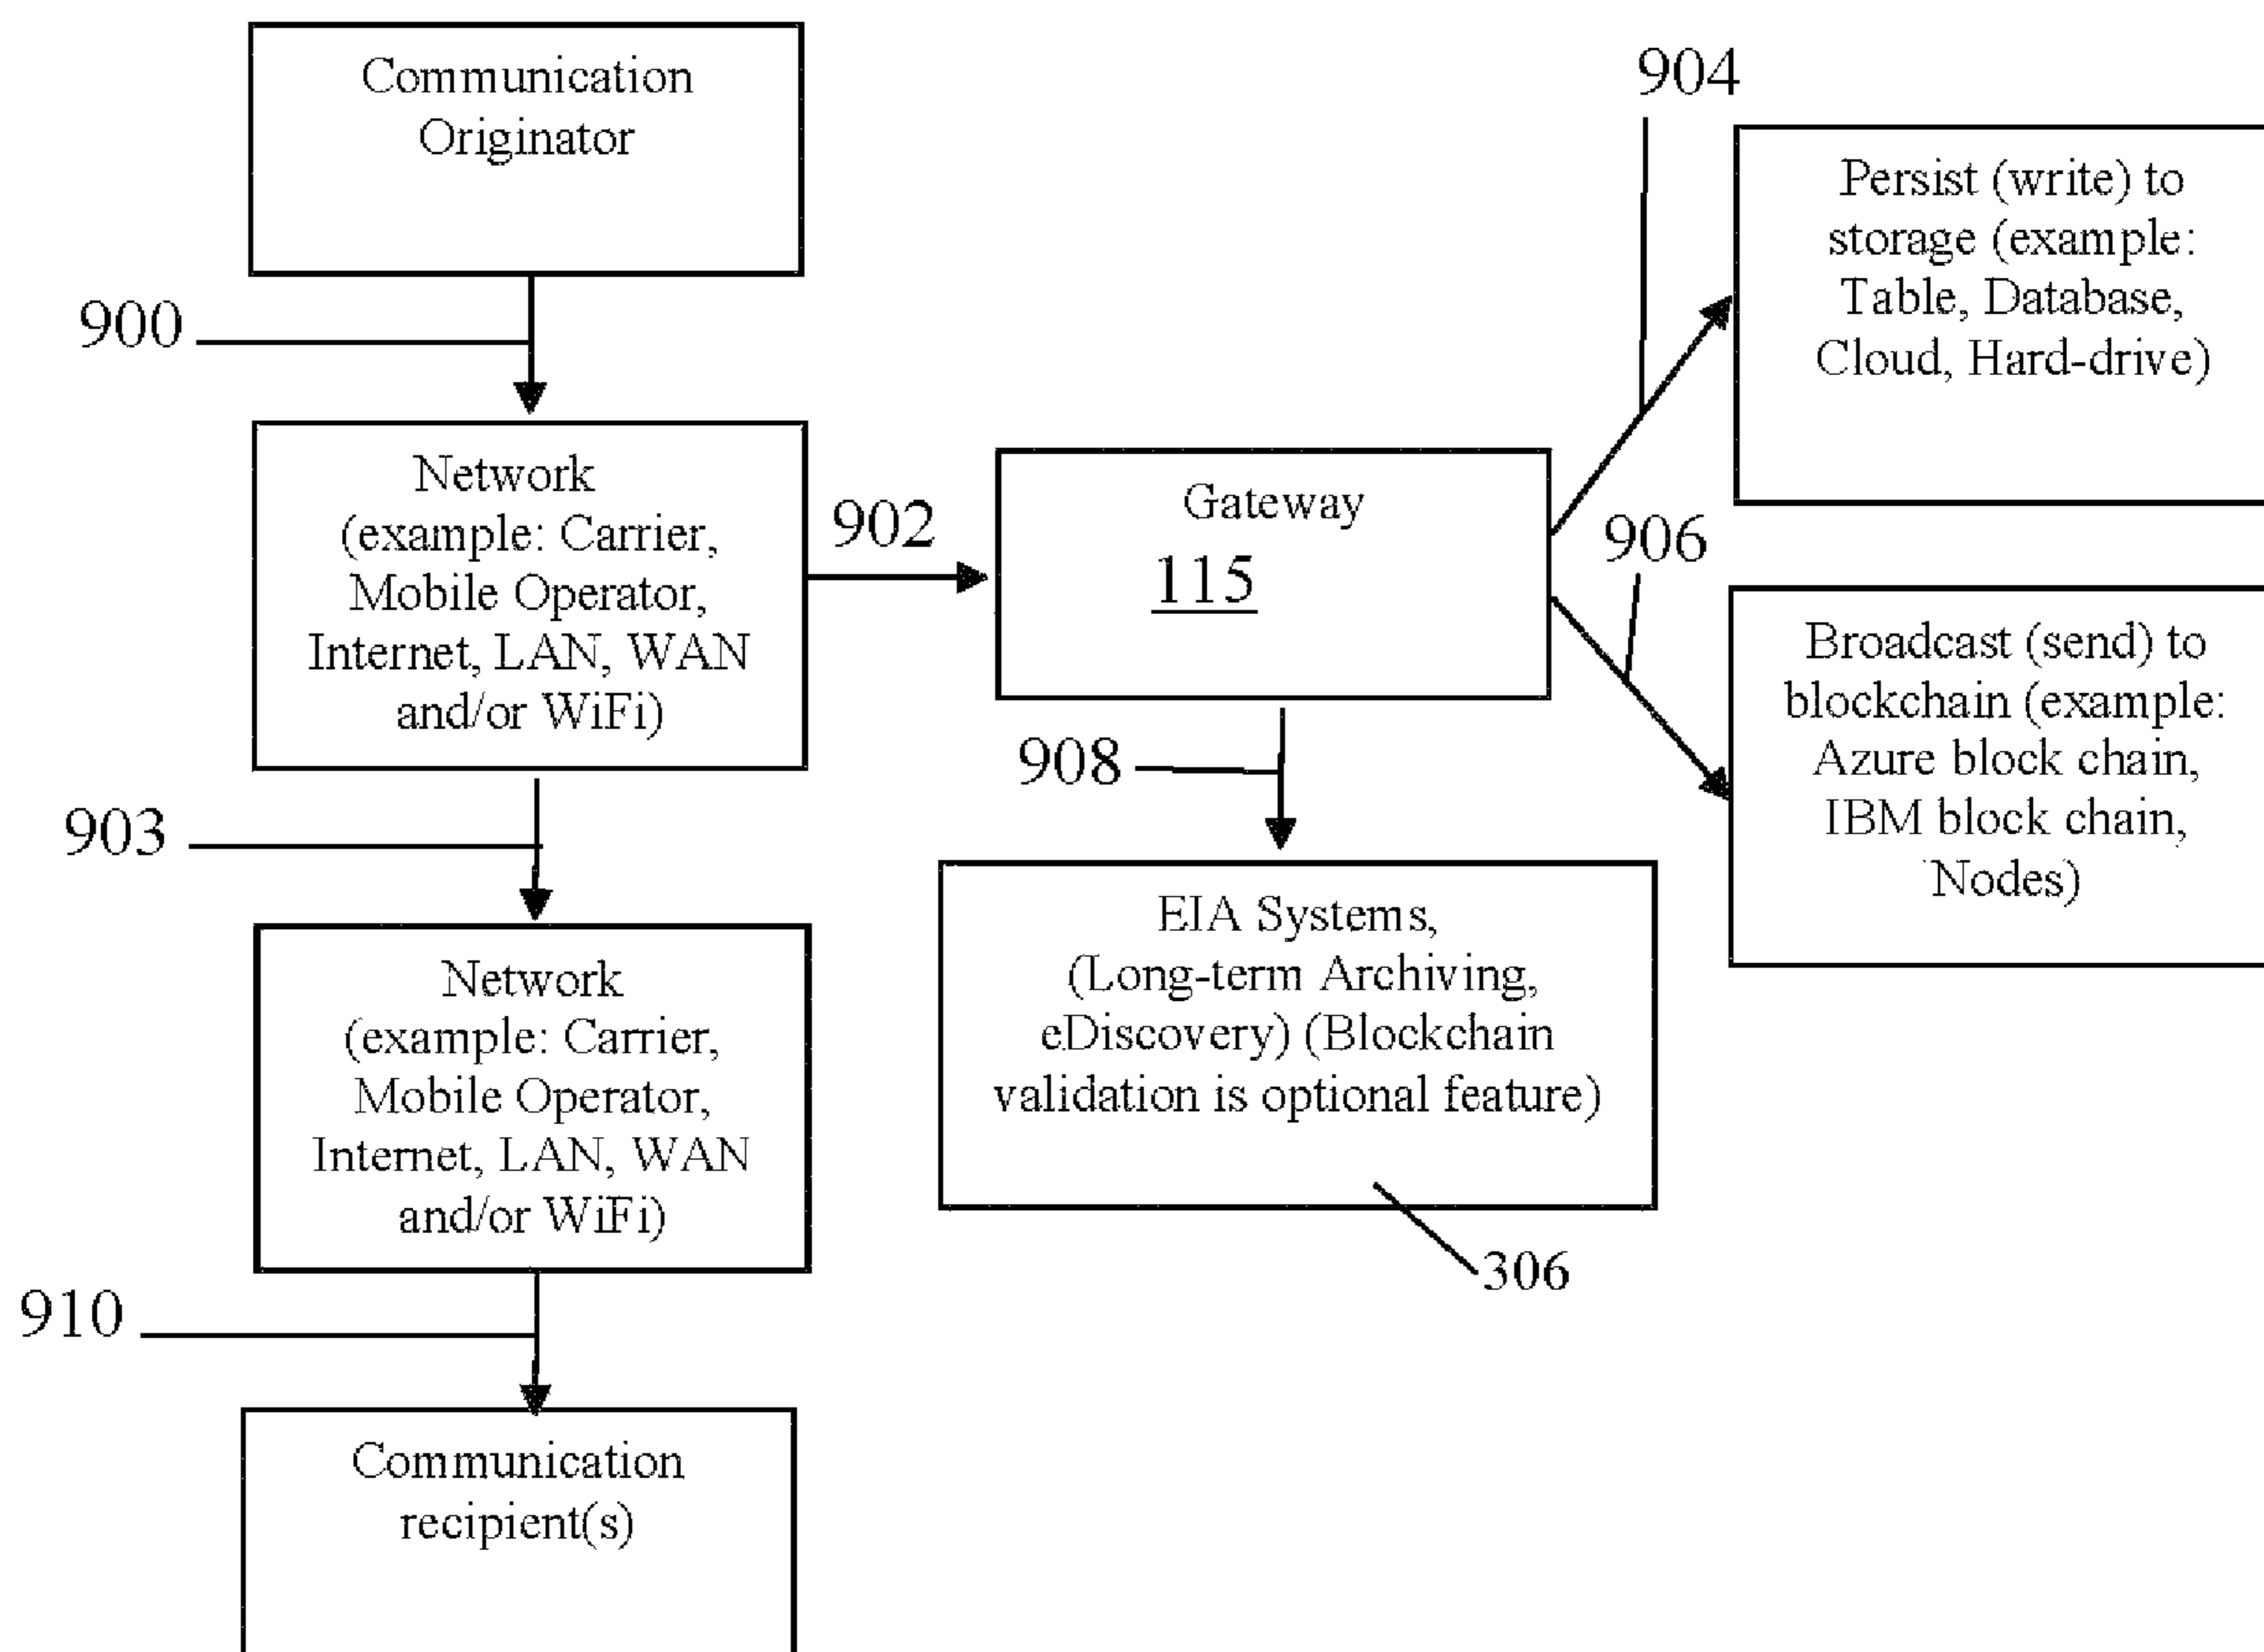 Communication
Originator
900
Network
(example: Carrier,
Mobile Operator,
Internet, LAN, WAN
and/or WiFi)
902
903
Network
(example: Carrier,
Mobile Operator,
Internet, LAN, WAN
and/or WiFi)
910
Communication
recipient(s)
Gateway
115
904
Persist (write) to
storage (example:
Table, Database,
Cloud, Hard-drive)
906
Broadcast (send) to
blockchain (example:
Azure block chain,
IBM block chain,
Nodes)
908
EIA Systems,
(Long-term Archiving,
eDiscovery) (Blockchain
validation is optional feature)
306